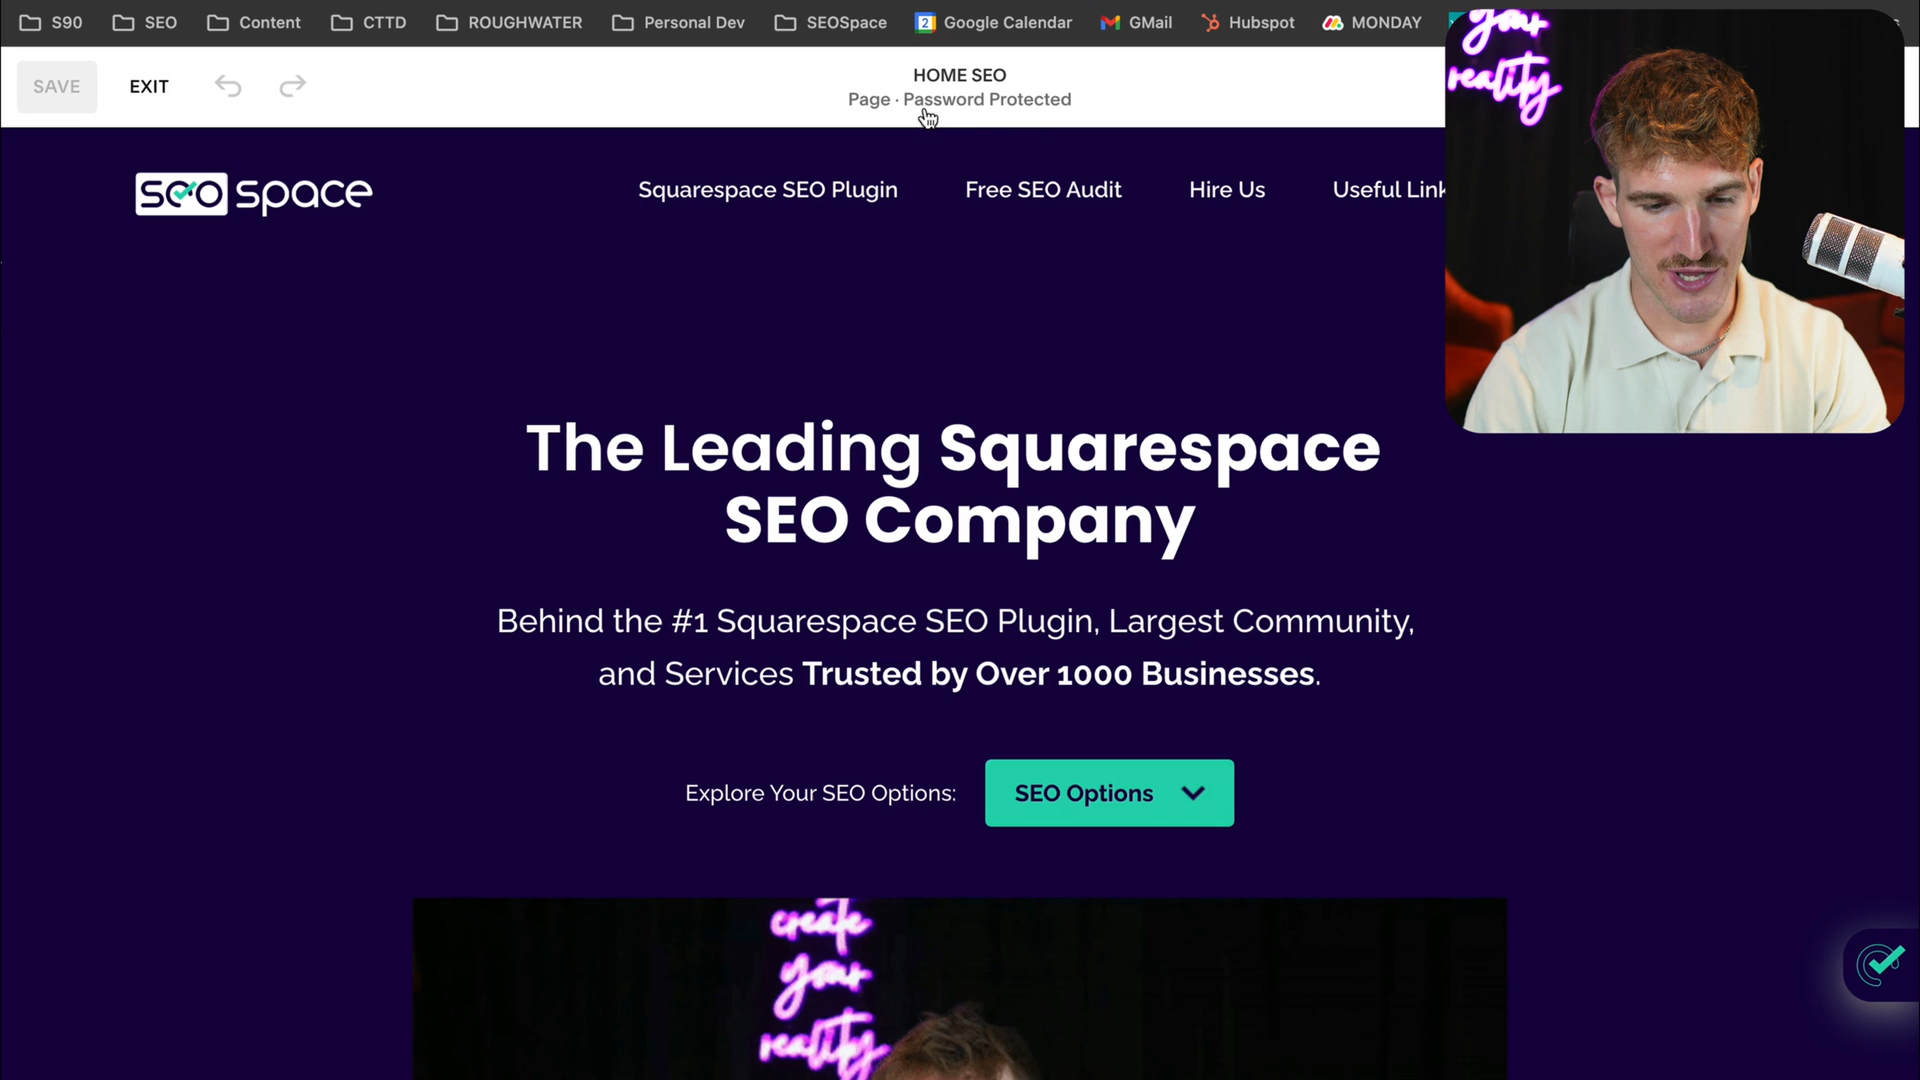 S90 SEO Content CTTD ROUGHWATER Personal Dev SEOSpace 2 Google Calendar GMail Hubspot MONDAY
your
reality
SAVE EXIT
HOME SEO
Page · Password Protected
seo space
Squarespace SEO Plugin Free SEO Audit Hire Us Useful Link
The Leading Squarespace
SEO Company
Behind the #1 Squarespace SEO Plugin, Largest Community,
and Services Trusted by Over 1000 Businesses.
Explore Your SEO Options: SEO Options
create
your
reality